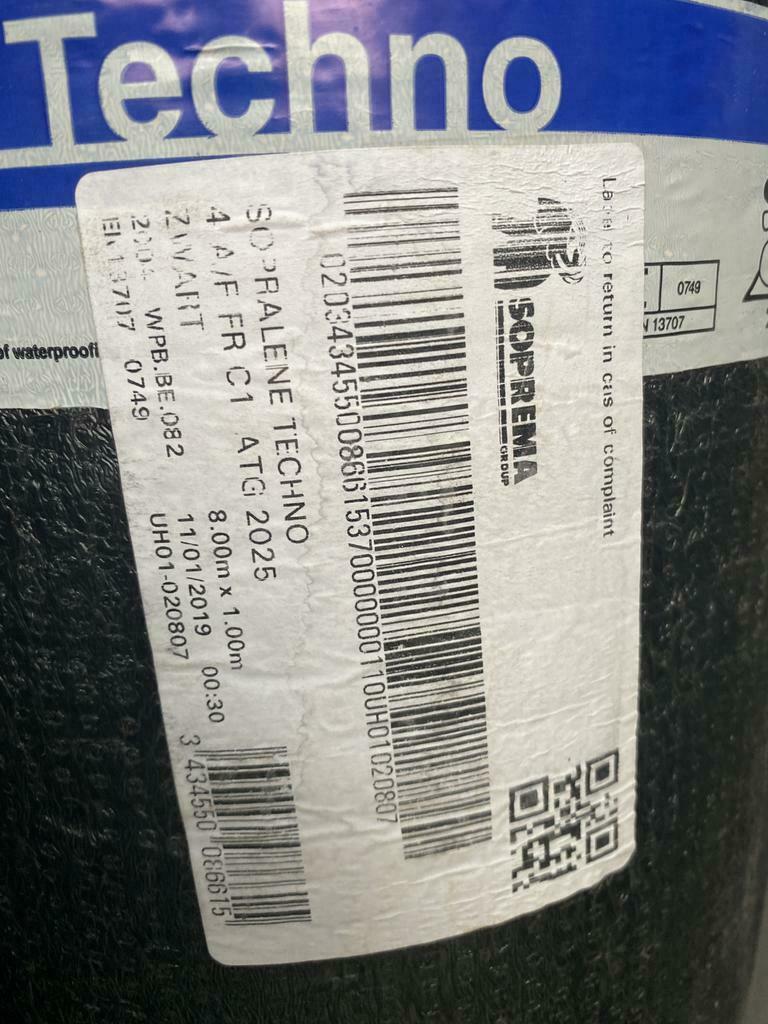 Techno
of waterproofi
0749
N 13707
Label to return in cas of complaint
SOPREMA
GROUP
02034345500866153700000001100UH01020807
SOPRALENE TECHNO
4 A/F FR C1 ATG 2025
ZWART 8.00m x 1.00m
2004 WPB.BE.082 11/01/2019 00:30
EN 13707 0749 UH01-020807
3 434550 086615